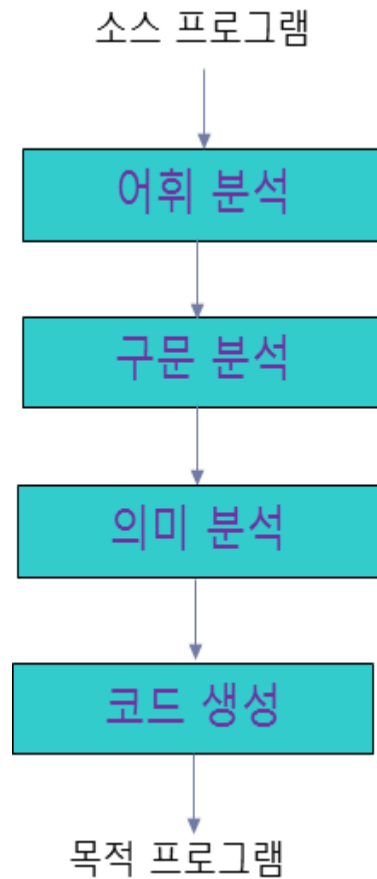 소스 프로그램
어휘 분석
구문 분석
의미 분석
코드 생성
목적 프로그램